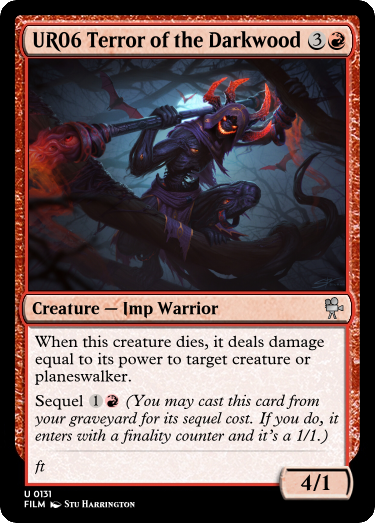 UR06 Terror of the Darkwood 3
Creature — Imp Warrior
When this creature dies, it deals damage
equal to its power to target creature or
planeswalker.
Sequel 1 (You may cast this card from
your graveyard for its sequel cost. If you do, it
enters with a finality counter and it's a 1/1.)
ft
4/1
U 0131
FILM Stu Harrington